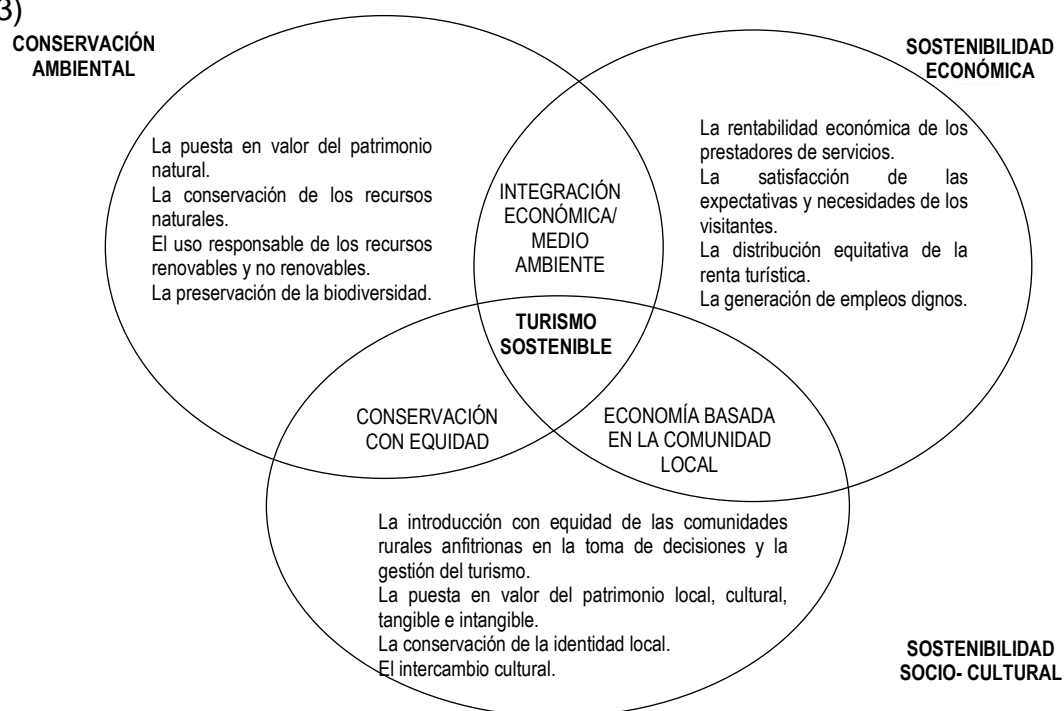 3)
CONSERVACIÓN
AMBIENTAL
SOSTENIBILIDAD
ECONÓMICA
La puesta en valor del patrimonio
natural.
La conservación de los recursos
naturales.
El uso responsable de los recursos
renovables y no renovables.
La preservación de la biodiversidad.
INTEGRACIÓN
ECONÓMICA/
MEDIO
AMBIENTE
La rentabilidad económica de los
prestadores de servicios.
La satisfacción de las
expectativas y necesidades de los
visitantes.
La distribución equitativa de la
renta turística.
La generación de empleos dignos.
TURISMO
SOSTENIBLE
CONSERVACIÓN
CON EQUIDAD
ECONOMÍA BASADA
EN LA COMUNIDAD
LOCAL
La introducción con equidad de las comunidades
rurales anfitrionas en la toma de decisiones y la
gestión del turismo.
La puesta en valor del patrimonio local, cultural,
tangible e intangible.
La conservación de la identidad local.
El intercambio cultural.
SOSTENIBILIDAD
SOCIO- CULTURAL